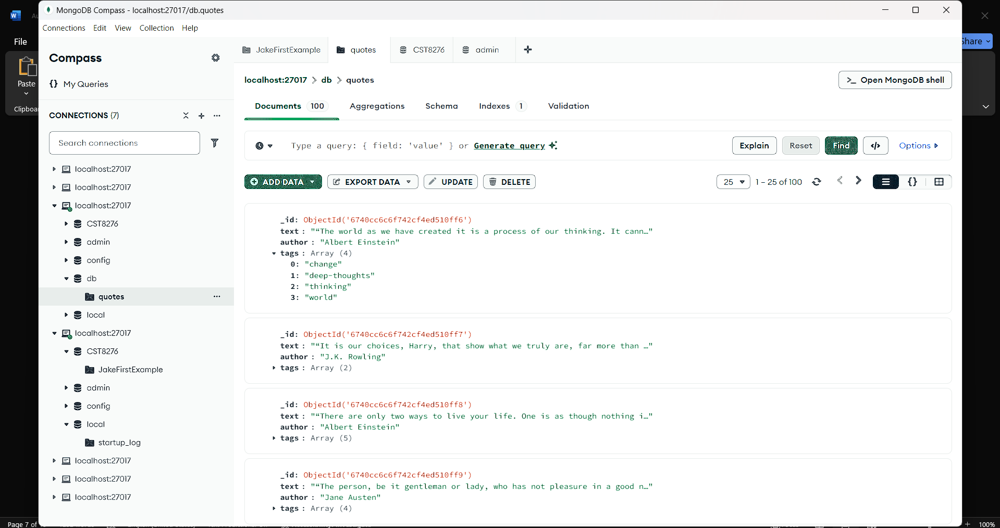 MongoDB Compass - localhost:27017/db.quotes
Connections Edit View Collection Help
File
Share
Paste
Compass
{} My Queries
CONNECTIONS (7)
Search connections
localhost:27017
localhost:27017
localhost:27017
CST8276
admin
config
db
quotes
local
localhost:27017
CST8276
JakeFirstExample
admin
config
local
startup_log
localhost:27017
localhost:27017
localhost:27017
JakeFirstExample quotes CST8276 admin
localhost:27017 > db > quotes
>_ Open MongoDB shell
Documents 100 Aggregations Schema Indexes 1 Validation
Type a query: { field: 'value' } or Generate query
Explain Reset Find </> Options
ADD DATA EXPORT DATA UPDATE DELETE
25 1 – 25 of 100 {}
_id: ObjectId('6740cc6c6f742cf4ed510ff6')
text : "“The world as we have created it is a process of our thinking. It cann…"
author : "Albert Einstein"
tags : Array (4)
0: "change"
1: "deep-thoughts"
2: "thinking"
3: "world"
_id: ObjectId('6740cc6c6f742cf4ed510ff7')
text : "“It is our choices, Harry, that show what we truly are, far more than …"
author : "J.K. Rowling"
tags : Array (2)
_id: ObjectId('6740cc6c6f742cf4ed510ff8')
text : "“There are only two ways to live your life. One is as though nothing i…"
author : "Albert Einstein"
tags : Array (5)
_id: ObjectId('6740cc6c6f742cf4ed510ff9')
text : "“The person, be it gentleman or lady, who has not pleasure in a good n…"
author : "Jane Austen"
tags : Array (4)
Page 7 of
100%